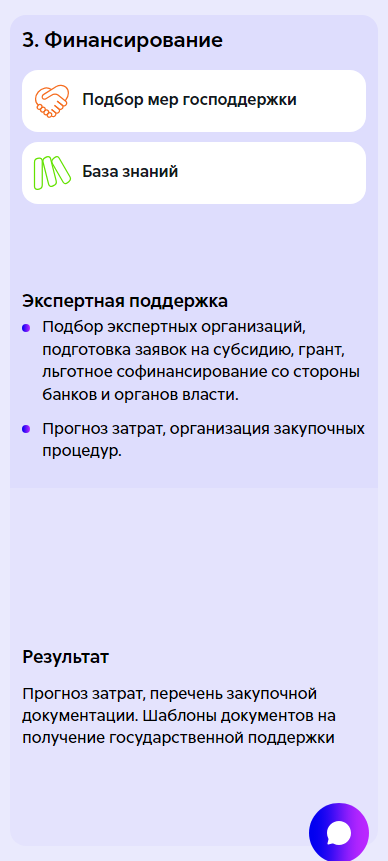 3. Финансирование
Подбор мер господдержки
База знаний
Экспертная поддержка
Подбор экспертных организаций,
подготовка заявок на субсидию, грант,
льготное софинансирование со стороны
банков и органов власти.
Прогноз затрат, организация закупочных
процедур.
Результат
Прогноз затрат, перечень закупочной
документации. Шаблоны документов на
получение государственной поддержки